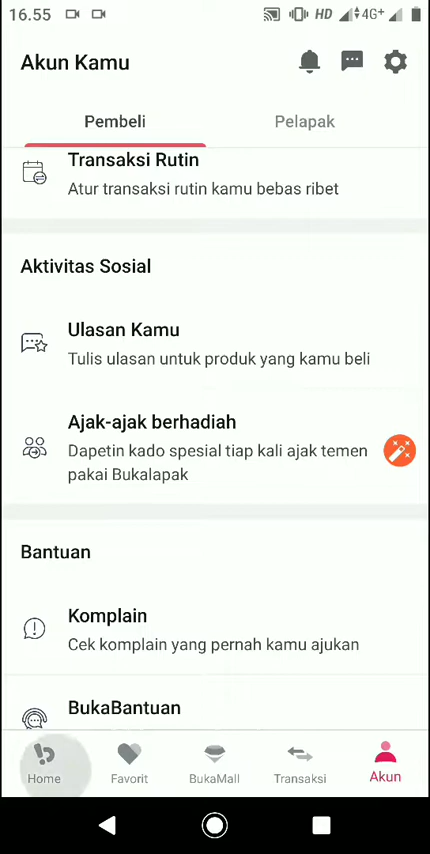 16.55 HD 4G+
Akun Kamu
Pembeli Pelapak
Transaksi Rutin
Atur transaksi rutin kamu bebas ribet
Aktivitas Sosial
Ulasan Kamu
Tulis ulasan untuk produk yang kamu beli
Ajak-ajak berhadiah
Dapetin kado spesial tiap kali ajak temen
pakai Bukalapak
Bantuan
Komplain
Cek komplain yang pernah kamu ajukan
BukaBantuan
Home Favorit BukaMall Transaksi Akun